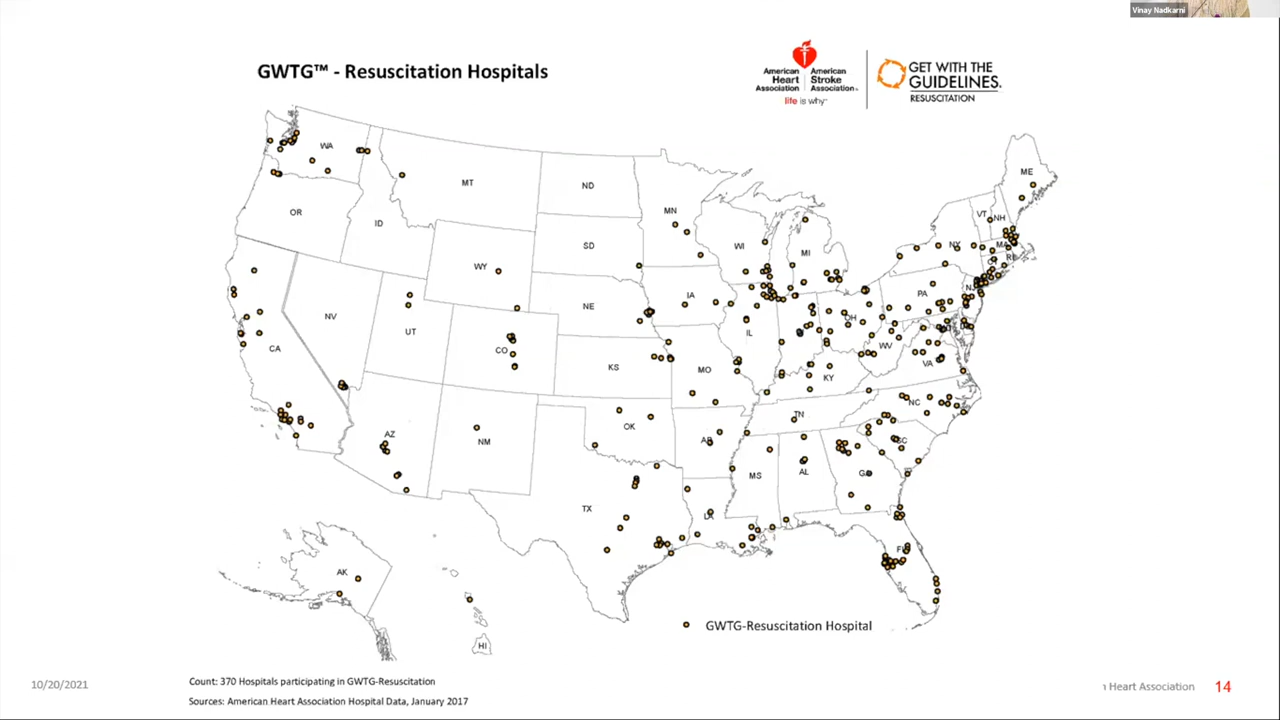 Vinay Nadkarni
GWTG™ - Resuscitation Hospitals
American Heart Association
American Stroke Association®
life is why™
GET WITH THE
GUIDELINES.
RESUSCITATION
WA
MT
ND
MN
ME
OR
ID
SD
WI
MI
VT
NH
NY
MA
RI
CT
WY
NE
IA
PA
NJ
NV
UT
CO
IL
OH
CA
KS
MO
WV
VA
KY
AZ
NM
OK
AR
TN
NC
SC
TX
LA
MS
AL
GA
FL
AK
HI
GWTG-Resuscitation Hospital
Count: 370 Hospitals participating in GWTG-Resuscitation
Sources: American Heart Association Hospital Data, January 2017
10/20/2021
Heart Association
14